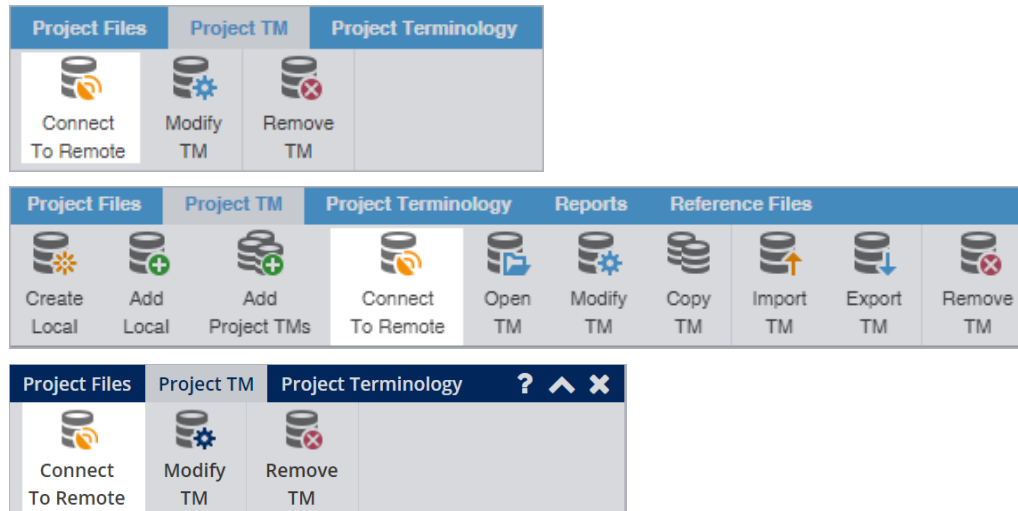 Project Files Project TM Project Terminology
Connect Modify Remove
To Remote TM TM
Project Files Project TM Project Terminology Reports Reference Files
Create Add Add Connect Open Modify Copy Import Export Remove
Local Local Project TMs To Remote TM TM TM TM TM TM
Project Files Project TM Project Terminology ?
Connect Modify Remove
To Remote TM TM